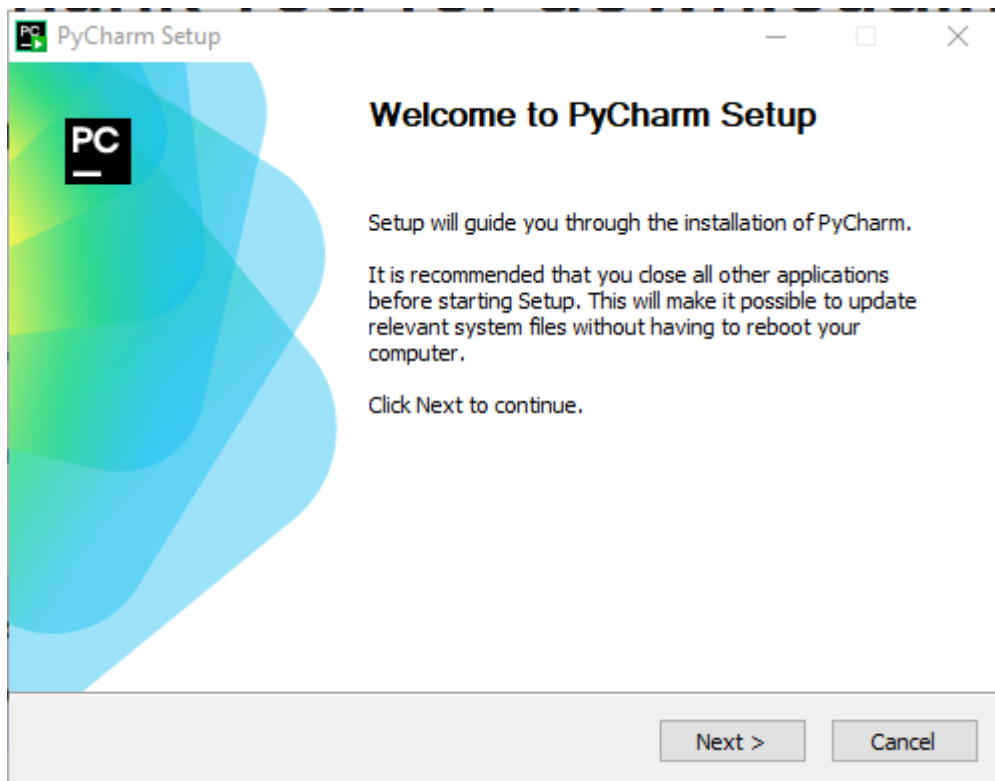 PyCharm Setup
PC
Welcome to PyCharm Setup
Setup will guide you through the installation of PyCharm.
It is recommended that you close all other applications
before starting Setup. This will make it possible to update
relevant system files without having to reboot your
computer.
Click Next to continue.
Next >
Cancel